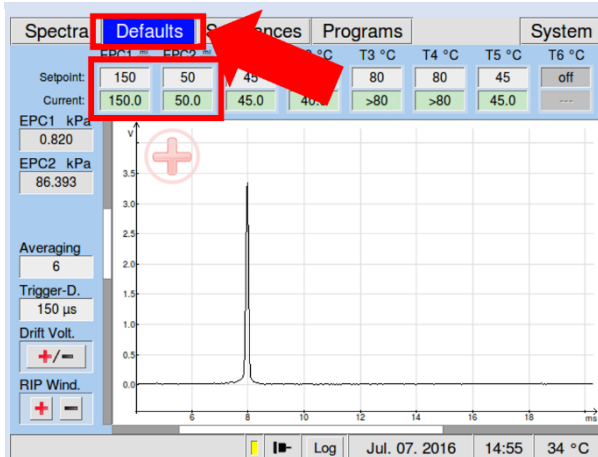 Spectra Defaults Programs System
EPC1 EPC2 °C T3 °C T4 °C T5 °C T6 °C
Setpoint: 150 50 45 80 80 45 off
Current: 150.0 50.0 45.0 40.0 >80 >80 45.0 ---
EPC1 kPa
0.820
EPC2 kPa
86.393
Averaging
6
Trigger-D.
150 µs
Drift Volt.
+/-
RIP Wind.
+ -
V
3.5
2.5
2.0
1.5
1.0
0.5
0.0
6 8 10 12 14 16 18 ms
Log Jul. 07. 2016 14:55 34 °C